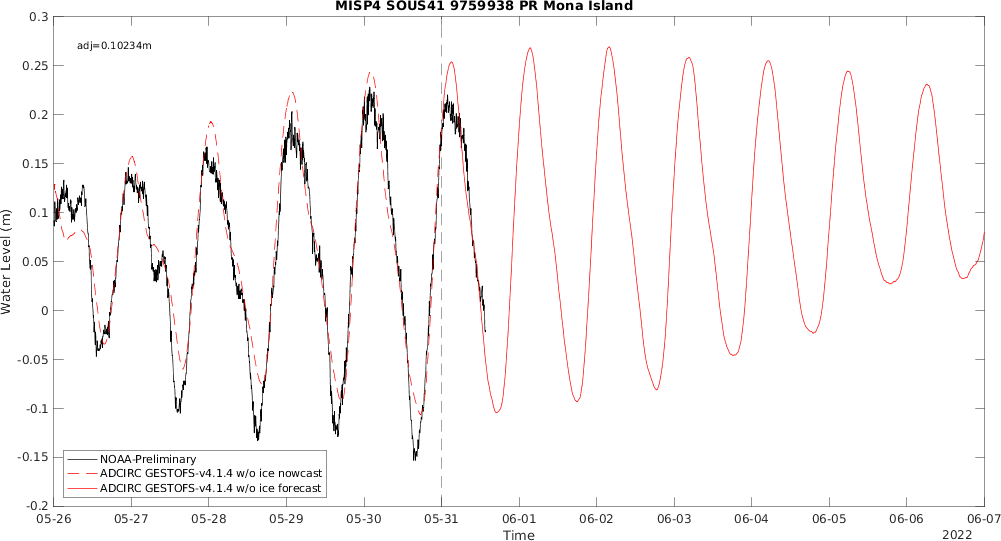 MISP4 SOUS41 9759938 PR Mona Island
adj=0.10234m
0.3
0.25
0.2
0.15
0.1
0.05
0
-0.05
-0.1
-0.15
-0.2
Water Level (m)
NOAA-Preliminary
ADCIRC GESTOFS-v4.1.4 w/o ice nowcast
ADCIRC GESTOFS-v4.1.4 w/o ice forecast
05-26 05-27 05-28 05-29 05-30 05-31 06-01 06-02 06-03 06-04 06-05 06-06 06-07
Time
2022